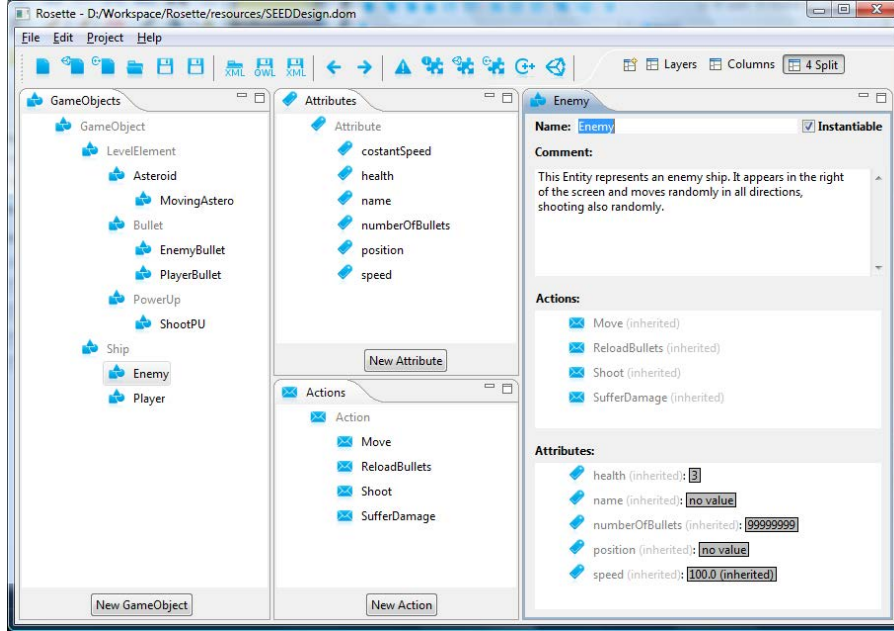 Rosette - D:/Workspace/Rosette/resources/SEEDDesign.dom
File Edit Project Help
XML OWL XML
Layers Columns 4 Split
GameObjects
GameObject
LevelElement
Asteroid
MovingAstero
Bullet
EnemyBullet
PlayerBullet
PowerUp
ShootPU
Ship
Enemy
Player
New GameObject
Attributes
Attribute
costantSpeed
health
name
numberOfBullets
position
speed
New Attribute
Actions
Action
Move
ReloadBullets
Shoot
SufferDamage
New Action
Enemy
Name: Enemy Instantiable
Comment:
This Entity represents an enemy ship. It appears in the right
of the screen and moves randomly in all directions,
shooting also randomly.
Actions:
Move (inherited)
ReloadBullets (inherited)
Shoot (inherited)
SufferDamage (inherited)
Attributes:
health (inherited): 3
name (inherited): no value
numberOfBullets (inherited): 99999999
position (inherited): no value
speed (inherited): 100.0 (inherited)